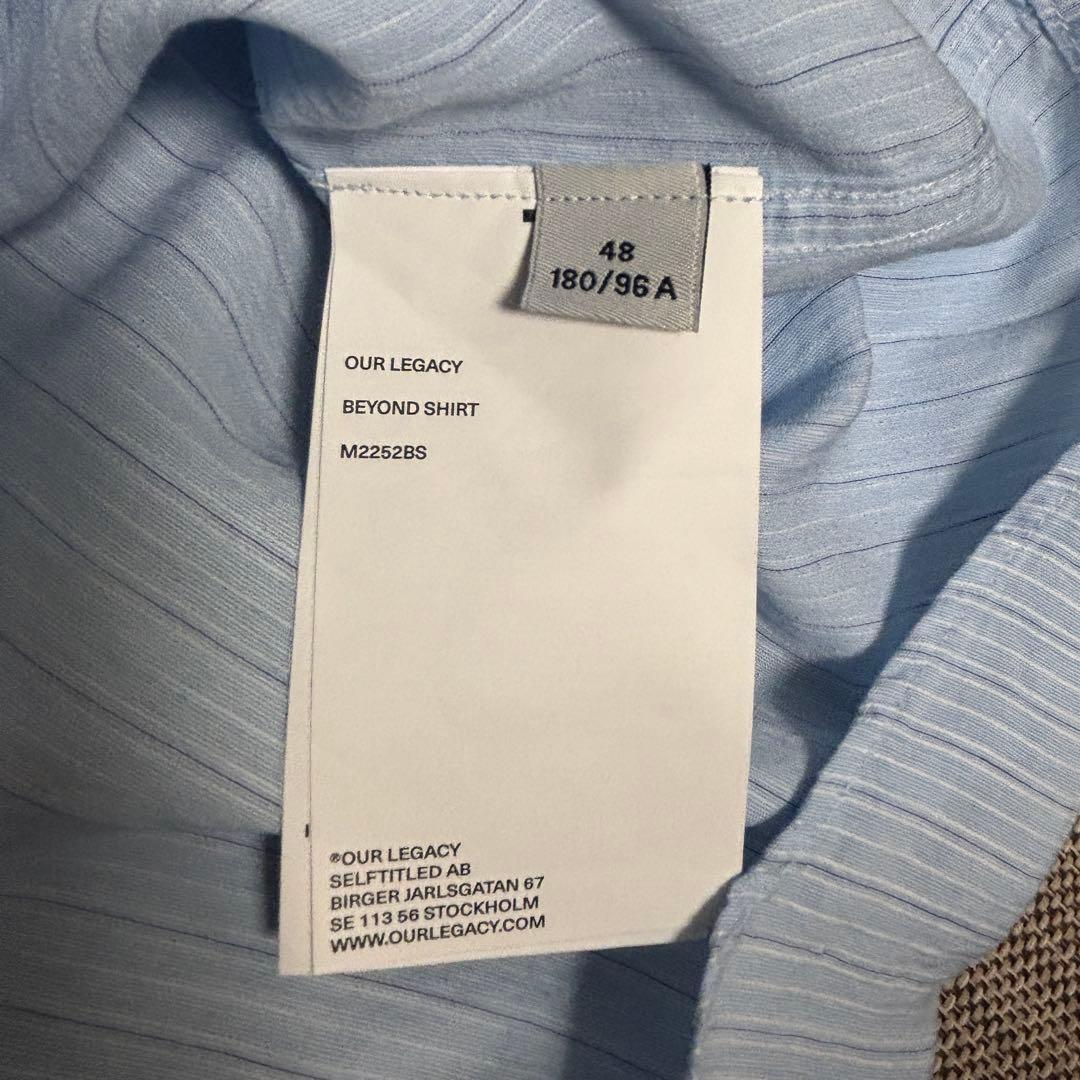 48
180/96 A
OUR LEGACY
BEYOND SHIRT
M2252BS
®OUR LEGACY
SELFTITLED AB
BIRGER JARLSGATAN 67
SE 113 56 STOCKHOLM
WWW.OURLEGACY.COM